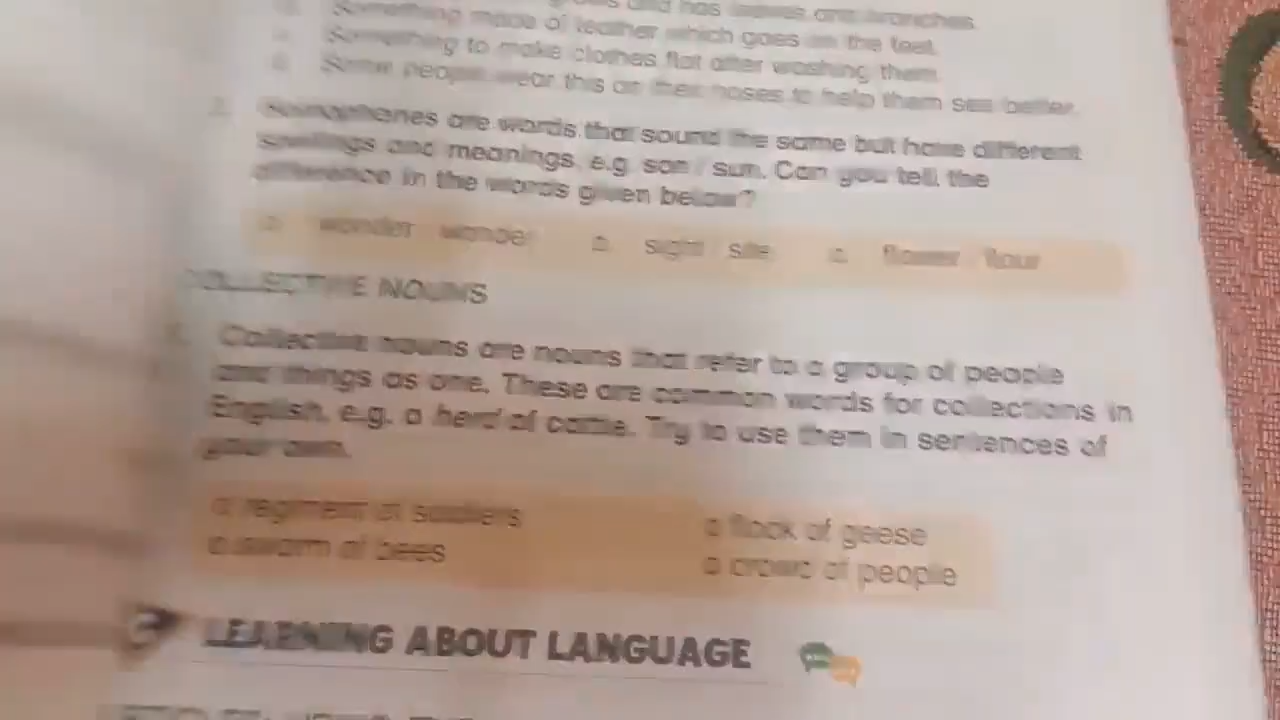 has leaves and branches.
Something made of leather which goes on the feet.
Something to make clothes flat after washing them.
Some people wear this on their noses to help them see better.
are words that sound the same but have different
spellings and meanings, e.g. son / sun. Can you tell the
difference in the words given below?
sight / site flower / flour
COLLECTIVE NOUNS
Collective nouns are nouns that refer to a group of people
and things as one. These are common words for collections in
English, e.g. a herd of cattle. Try to use them in sentences of
your own.
a regiment of soldiers a flock of geese
a swarm of bees a crowd of people
LEARNING ABOUT LANGUAGE